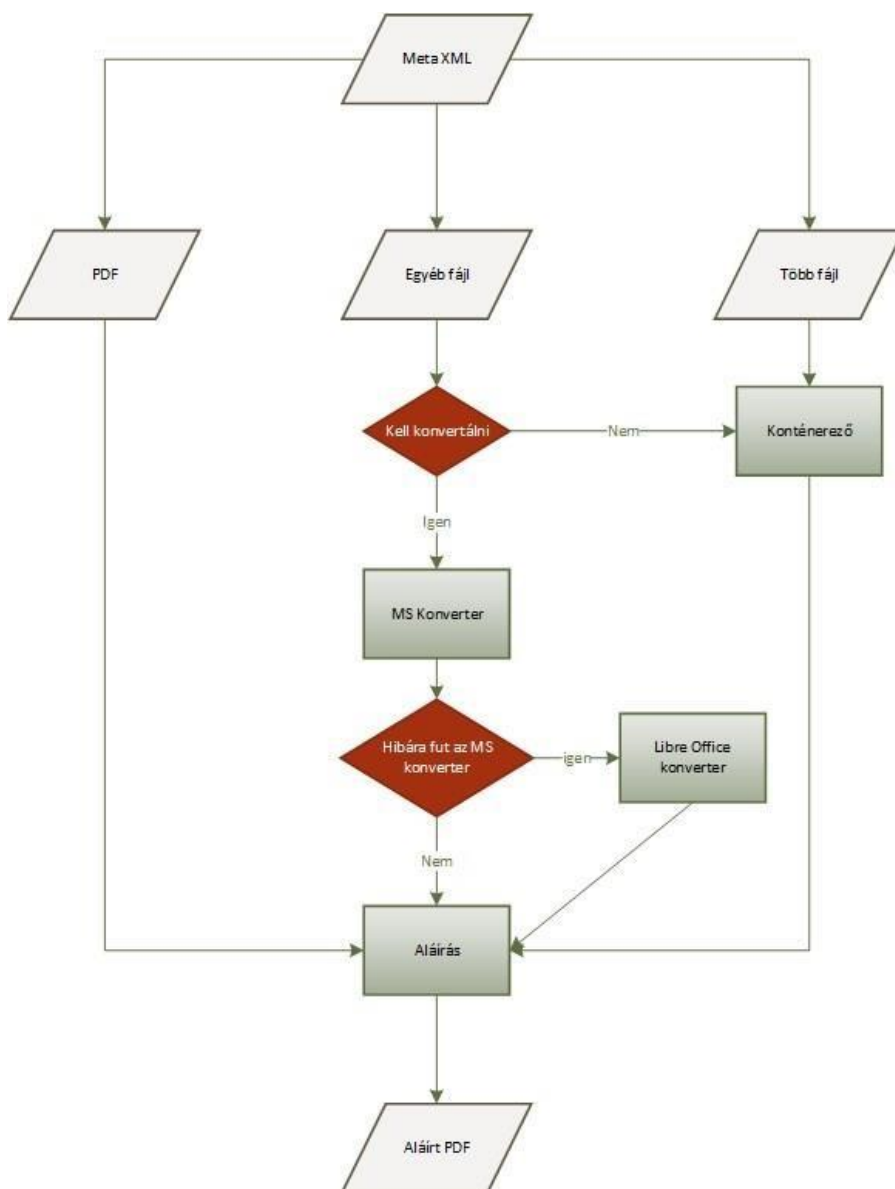 Meta XML
PDF
Egyéb fájl
Több fájl
Kell konvertálni
Nem
Konténerező
Igen
MS Konverter
Hibára fut az MS
konverter
igen
Libre Office
konverter
Nem
Aláírás
Aláírt PDF